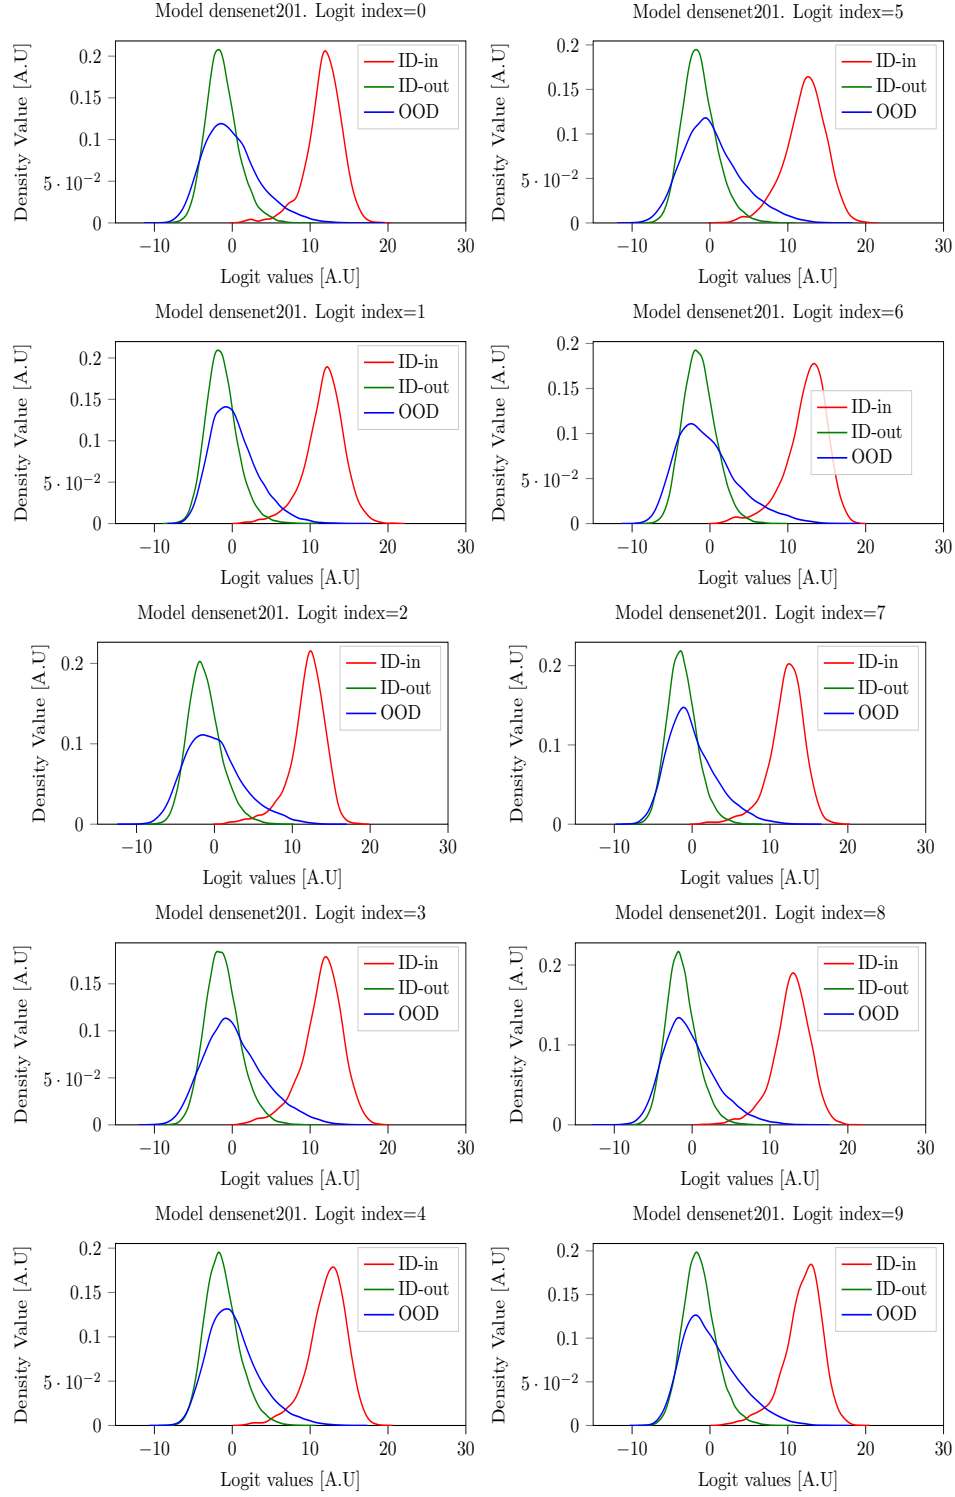 Model densenet201. Logit index=0
Density Value [A.U]
0.2
0.15
0.1
5 · 10⁻²
0
−10 0 10 20 30
Logit values [A.U]
ID-in
ID-out
OOD
Model densenet201. Logit index=5
Density Value [A.U]
0.2
0.15
0.1
5 · 10⁻²
0
−10 0 10 20 30
Logit values [A.U]
ID-in
ID-out
OOD
Model densenet201. Logit index=1
Density Value [A.U]
0.2
0.15
0.1
5 · 10⁻²
0
−10 0 10 20 30
Logit values [A.U]
ID-in
ID-out
OOD
Model densenet201. Logit index=6
Density Value [A.U]
0.2
0.15
0.1
5 · 10⁻²
0
−10 0 10 20 30
Logit values [A.U]
ID-in
ID-out
OOD
Model densenet201. Logit index=2
Density Value [A.U]
0.2
0.1
0
−10 0 10 20 30
Logit values [A.U]
ID-in
ID-out
OOD
Model densenet201. Logit index=7
Density Value [A.U]
0.2
0.1
0
−10 0 10 20 30
Logit values [A.U]
ID-in
ID-out
OOD
Model densenet201. Logit index=3
Density Value [A.U]
0.15
0.1
5 · 10⁻²
0
−10 0 10 20 30
Logit values [A.U]
ID-in
ID-out
OOD
Model densenet201. Logit index=8
Density Value [A.U]
0.2
0.1
0
−10 0 10 20 30
Logit values [A.U]
ID-in
ID-out
OOD
Model densenet201. Logit index=4
Density Value [A.U]
0.2
0.15
0.1
5 · 10⁻²
0
−10 0 10 20 30
Logit values [A.U]
ID-in
ID-out
OOD
Model densenet201. Logit index=9
Density Value [A.U]
0.2
0.15
0.1
5 · 10⁻²
0
−10 0 10 20 30
Logit values [A.U]
ID-in
ID-out
OOD